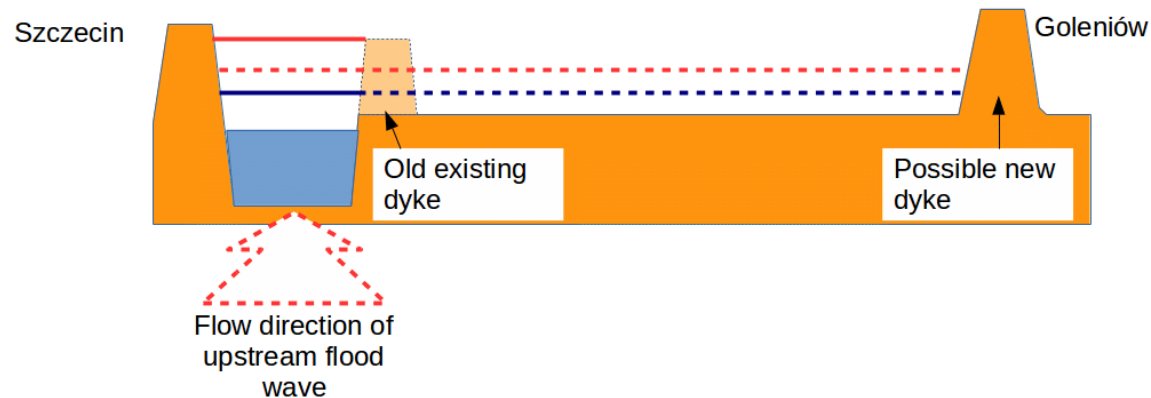 Szczecin
Goleniów
Old existing
dyke
Possible new
dyke
Flow direction of
upstream flood
wave